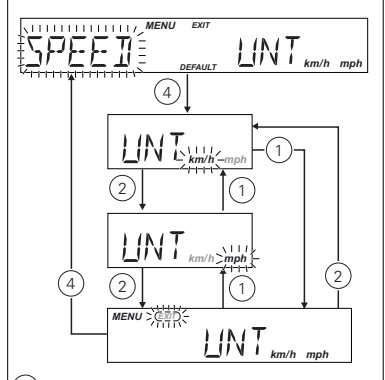 MENU EXIT
SPEED UNT km/h mph
DEFAULT
4
UNT km/h mph
1
2 1
UNT km/h mph
4 2 1 2
MENU EXIT
UNT km/h mph